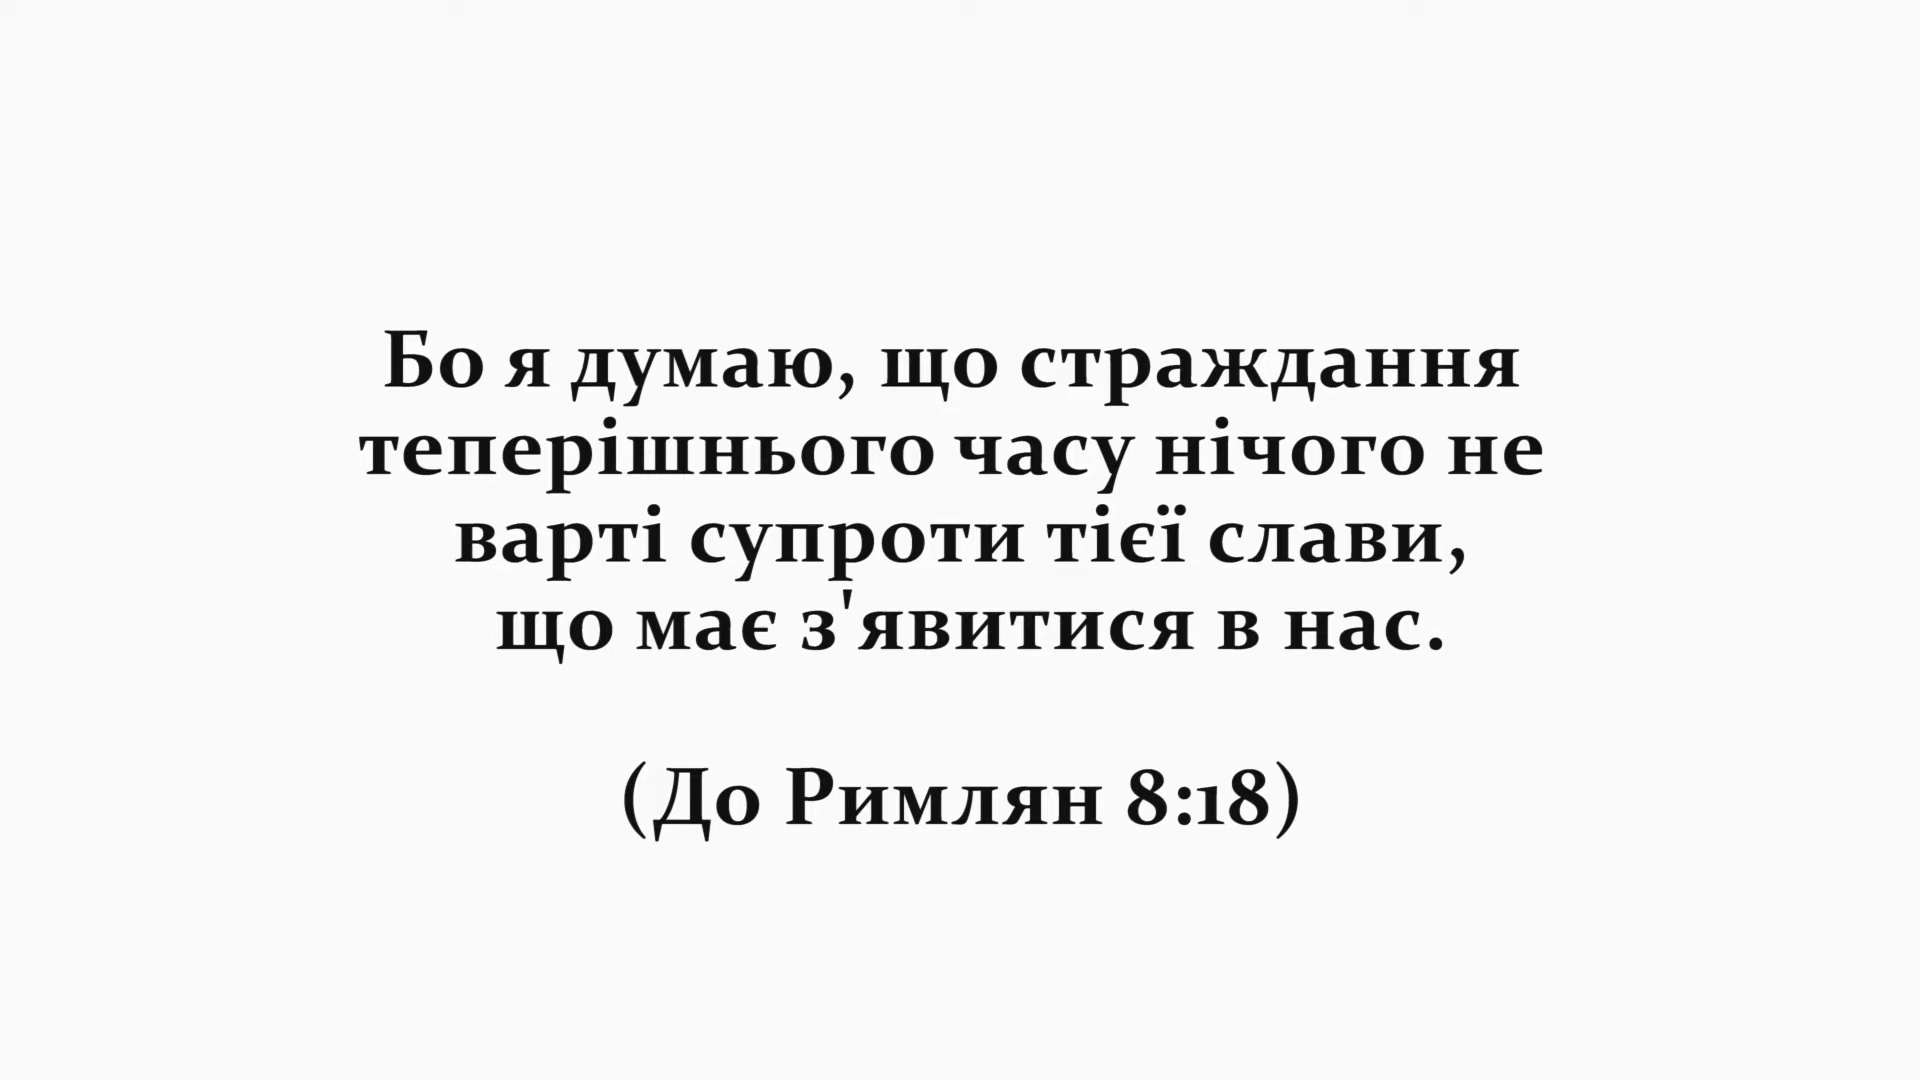 Бо я думаю, що страждання
теперішнього часу нічого не
варті супроти тієї слави,
що має з'явитися в нас.
(До Римлян 8:18)